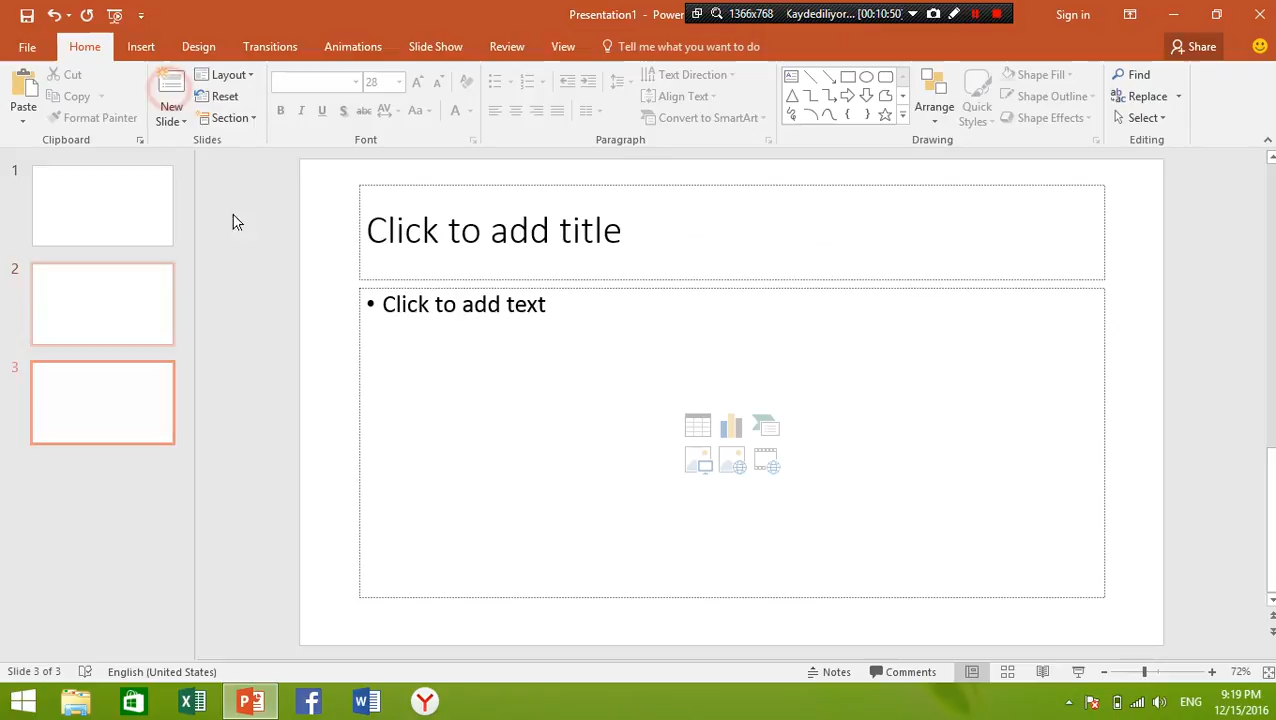 Presentation1 - Power
1366x768
Kaydediliyor... (00:10:50)
Sign in
File
Home
Insert
Design
Transitions
Animations
Slide Show
Review
View
Tell me what you want to do
Share
Paste
Cut
Copy
Format Painter
Clipboard
New
Slide
Layout
Reset
Section
Slides
28
B I U S abc AV Aa A
Font
Text Direction
Align Text
Convert to SmartArt
Paragraph
Arrange
Quick
Styles
Shape Fill
Shape Outline
Shape Effects
Drawing
Find
Replace
Select
Editing
1
2
3
Click to add title
• Click to add text
Slide 3 of 3
English (United States)
Notes
Comments
72%
ENG
9:19 PM
12/15/2016